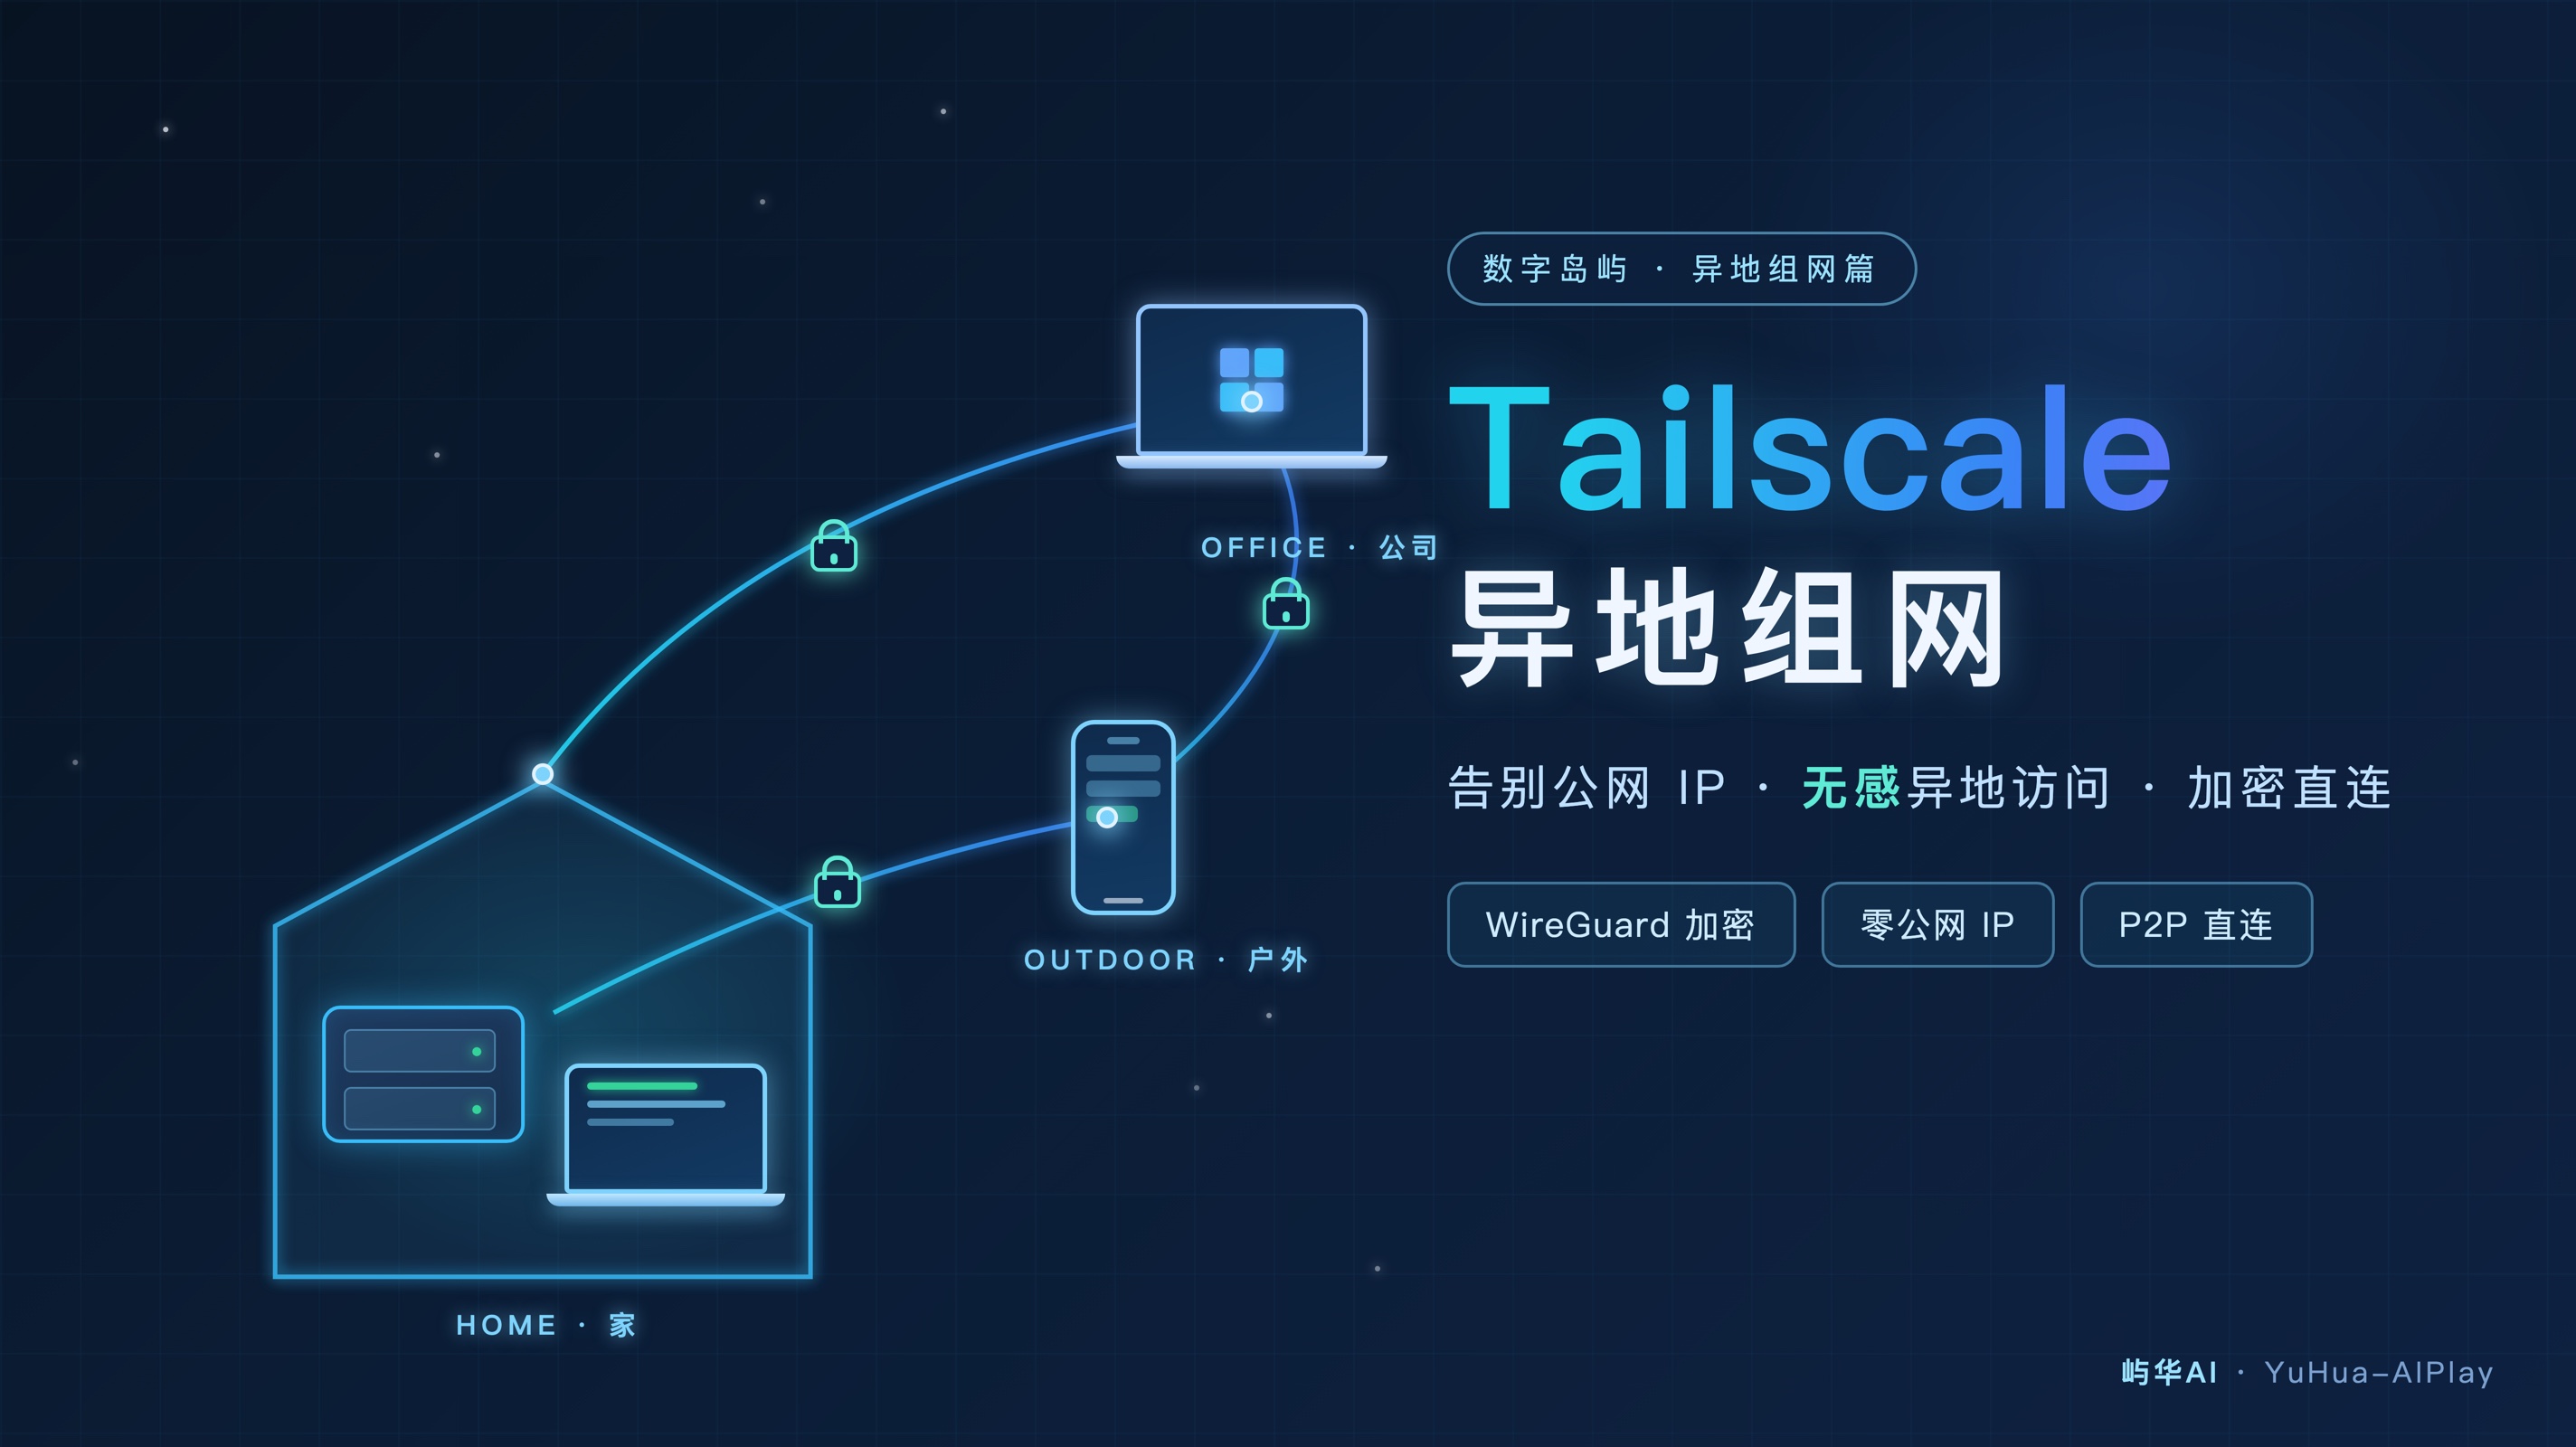 数字岛屿 · 异地组网篇
Tailscale
异地组网
告别公网 IP · 无感异地访问 · 加密直连
WireGuard 加密
零公网 IP
P2P 直连
OFFICE · 公司
OUTDOOR · 户外
HOME · 家
屿华AI · YuHua-AIPlay